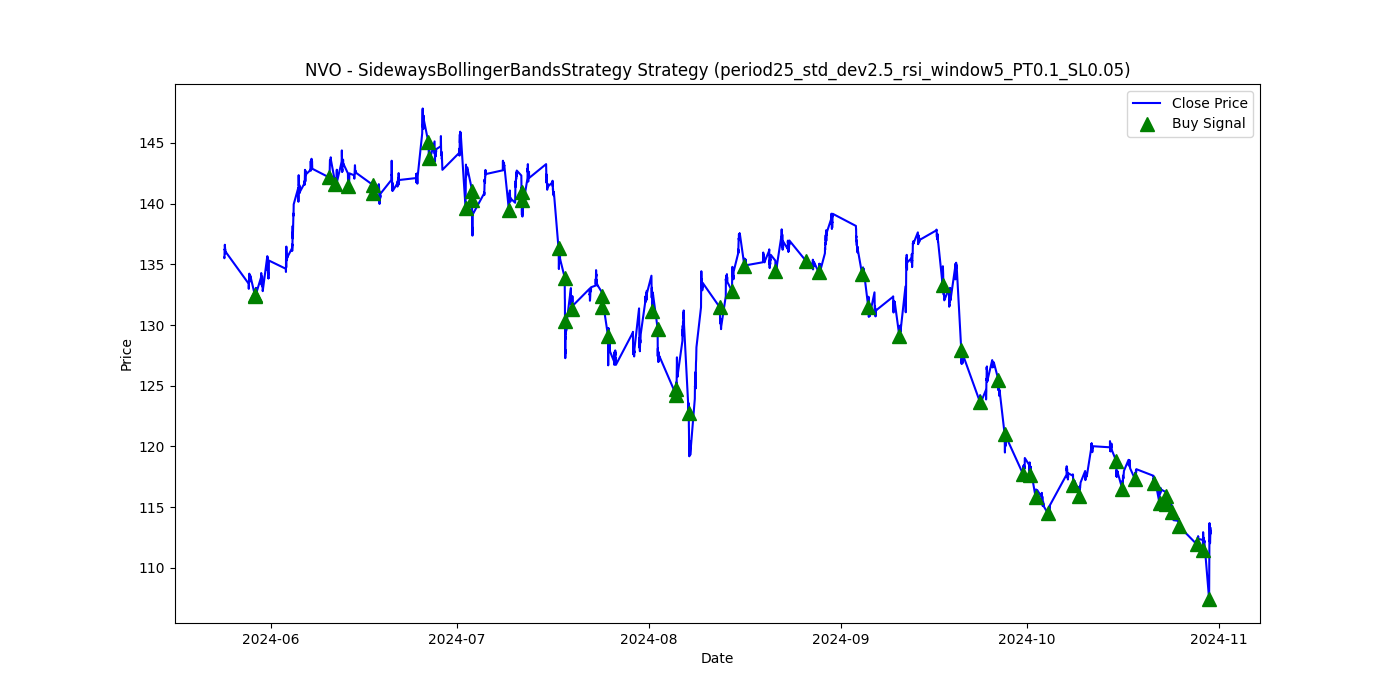 NVO - SidewaysBollingerBandsStrategy Strategy (period25_std_dev2.5_rsi_window5_PT0.1_SL0.05)
Close Price
Buy Signal
Price
145
140
135
130
125
120
115
110
2024-06
2024-07
2024-08
2024-09
2024-10
2024-11
Date